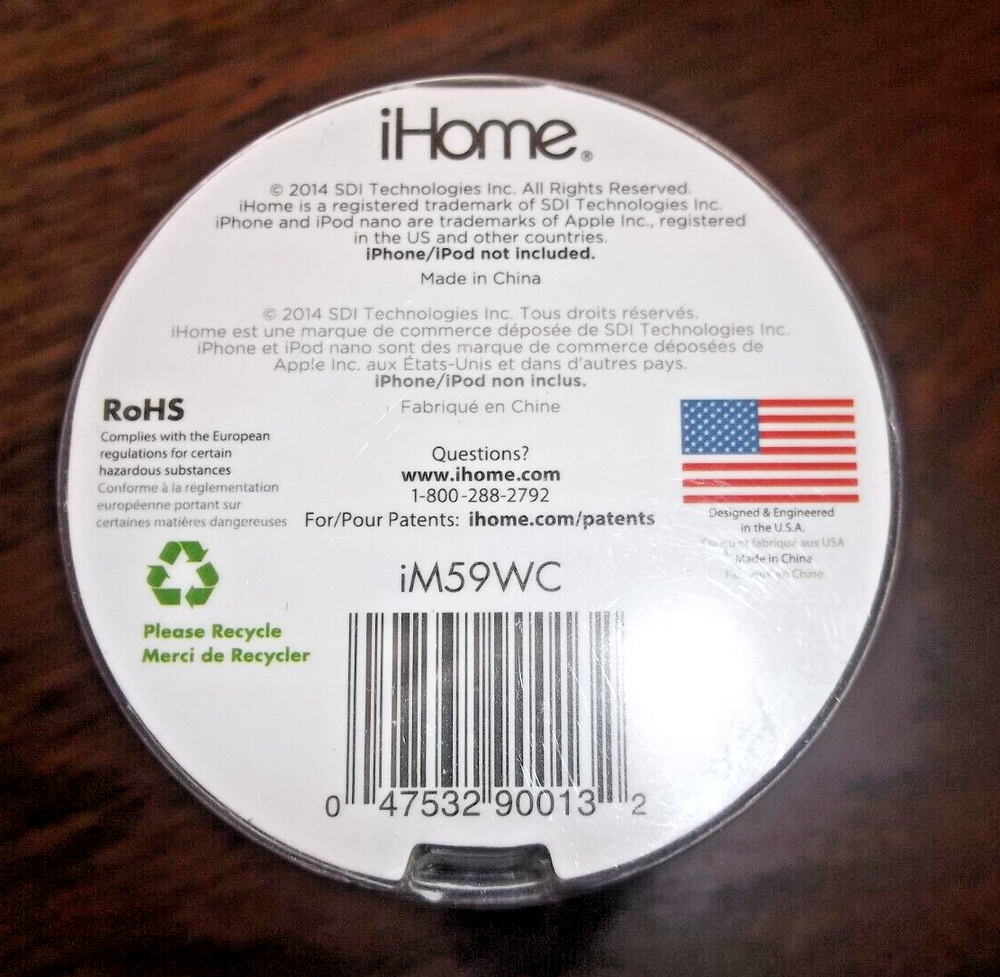 iHome®
© 2014 SDI Technologies Inc. All Rights Reserved.
iHome is a registered trademark of SDI Technologies Inc.
iPhone and iPod nano are trademarks of Apple Inc., registered
in the US and other countries.
iPhone/iPod not included.
Made in China
© 2014 SDI Technologies Inc. Tous droits réservés.
iHome est une marque de commerce déposée de SDI Technologies Inc.
iPhone et iPod nano sont des marque de commerce déposées de
Apple Inc. aux États-Unis et dans d'autres pays.
iPhone/iPod non inclus.
Fabriqué en Chine
RoHS
Complies with the European
regulations for certain
hazardous substances
Conforme à la réglementation
européenne portant sur
certaines matières dangereuses
Please Recycle
Merci de Recycler
Questions?
www.ihome.com
1-800-288-2792
For/Pour Patents: ihome.com/patents
iM59WC
0 47532 90013 2
Designed & Engineered
in the U.S.A.
Conçu et fabriqué aux USA
Made in China
en Chine